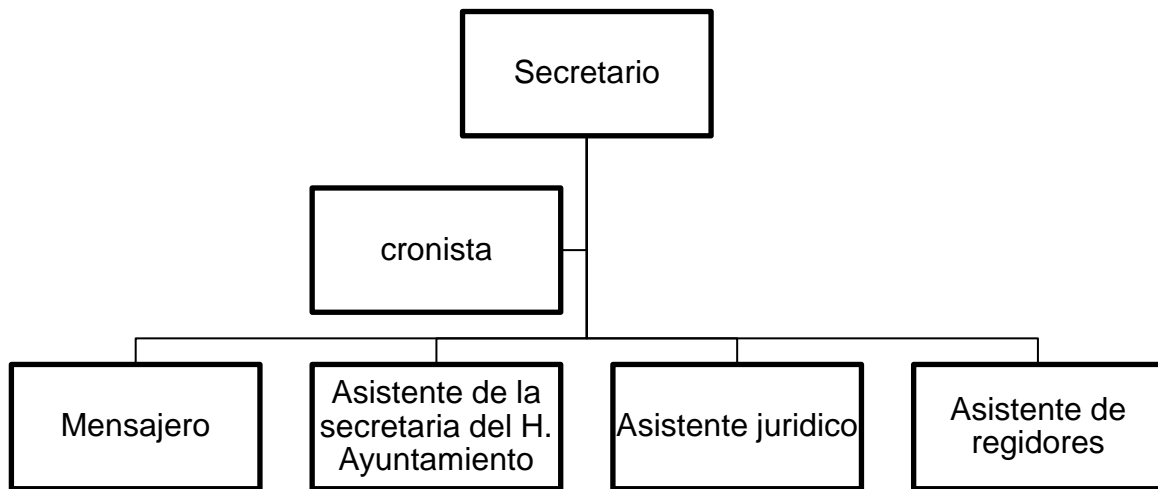 Secretario
cronista
Mensajero
Asistente de la
secretaria del H.
Ayuntamiento
Asistente juridico
Asistente de
regidores